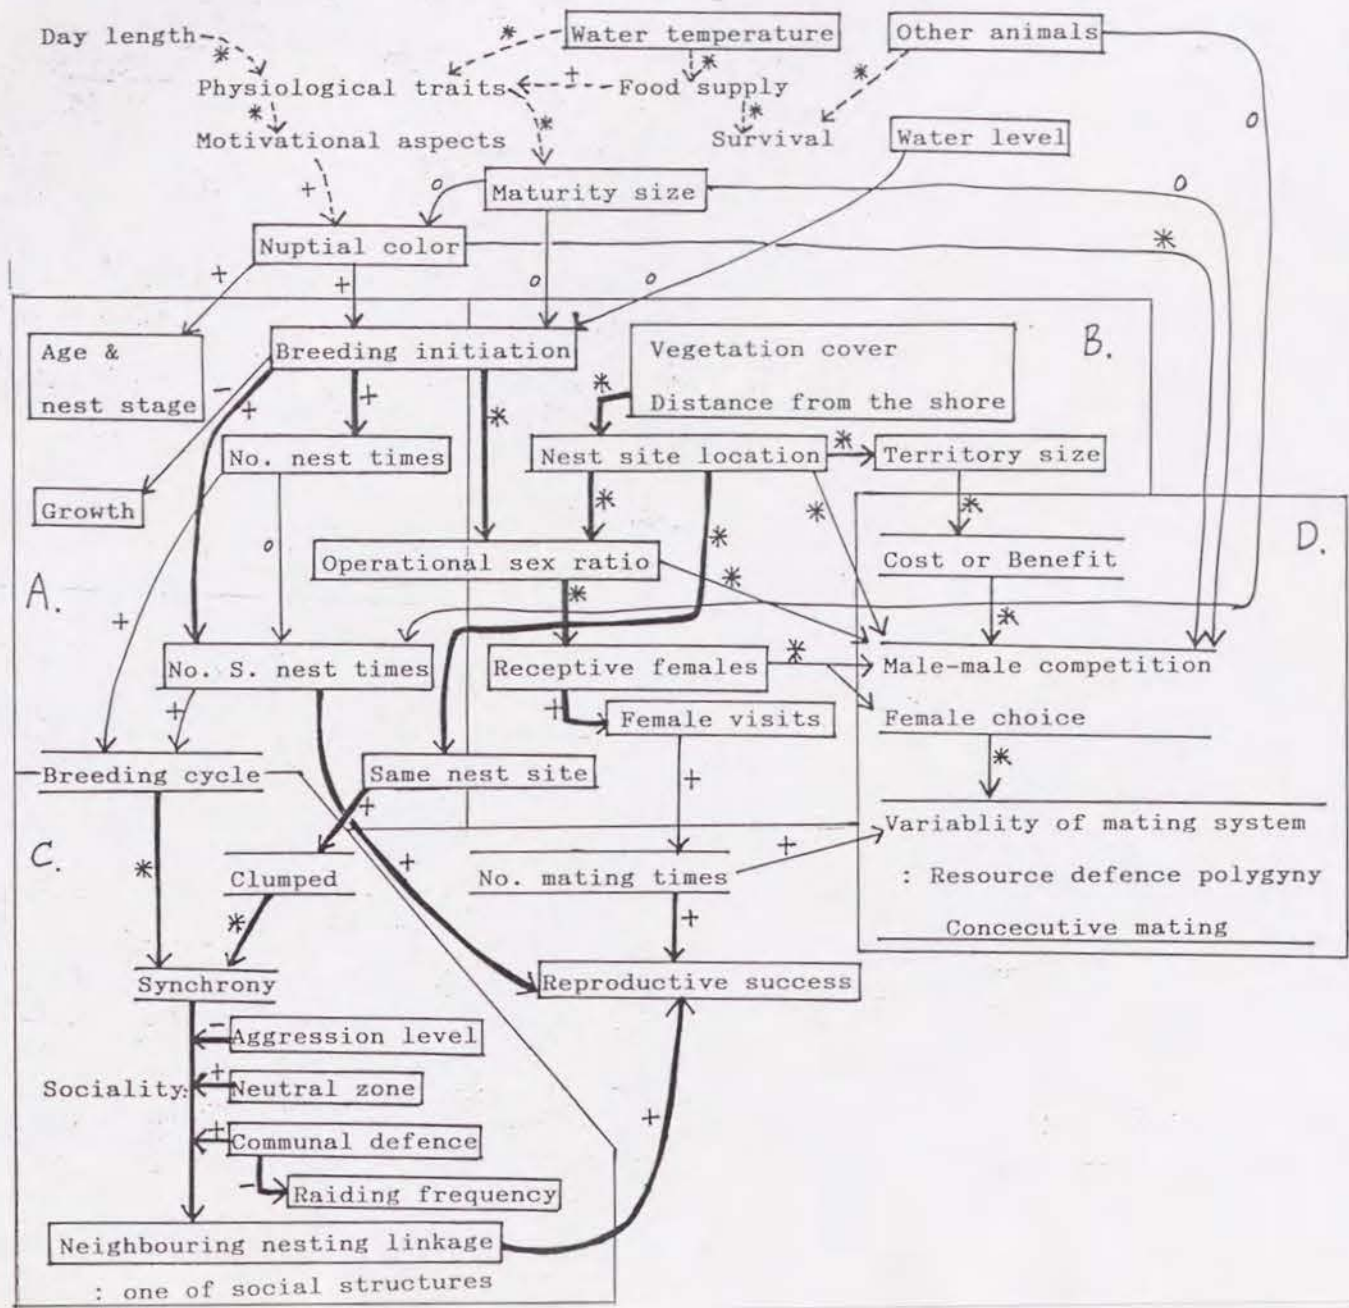 Day length
Water temperature
Other animals
*
*
*
*
Physiological traits
+
Food supply
*
*
*
o
Motivational aspects
Survival
Water level
+
o
Maturity size
o
Nuptial color
*
+
+
o
o
Age &
nest stage
Breeding initiation
Vegetation cover
Distance from the shore
B.
-
+
+
*
*
No. nest times
Nest site location
*
Territory size
Growth
*
*
*
*
o
Operational sex ratio
*
Cost or Benefit
D.
A.
+
*
*
No. S. nest times
Receptive females
*
Male-male competition
+
+
Female visits
Female choice
Breeding cycle
Same nest site
+
*
+
Variablity of mating system
C.
*
Clumped
+
No. mating times
+
: Resource defence polygyny
*
+
Concecutive mating
Synchrony
Reproductive success
-
Aggression level
Sociality:
+
Neutral zone
+
+
Communal defence
-
Raiding frequency
Neighbouring nesting linkage
: one of social structures